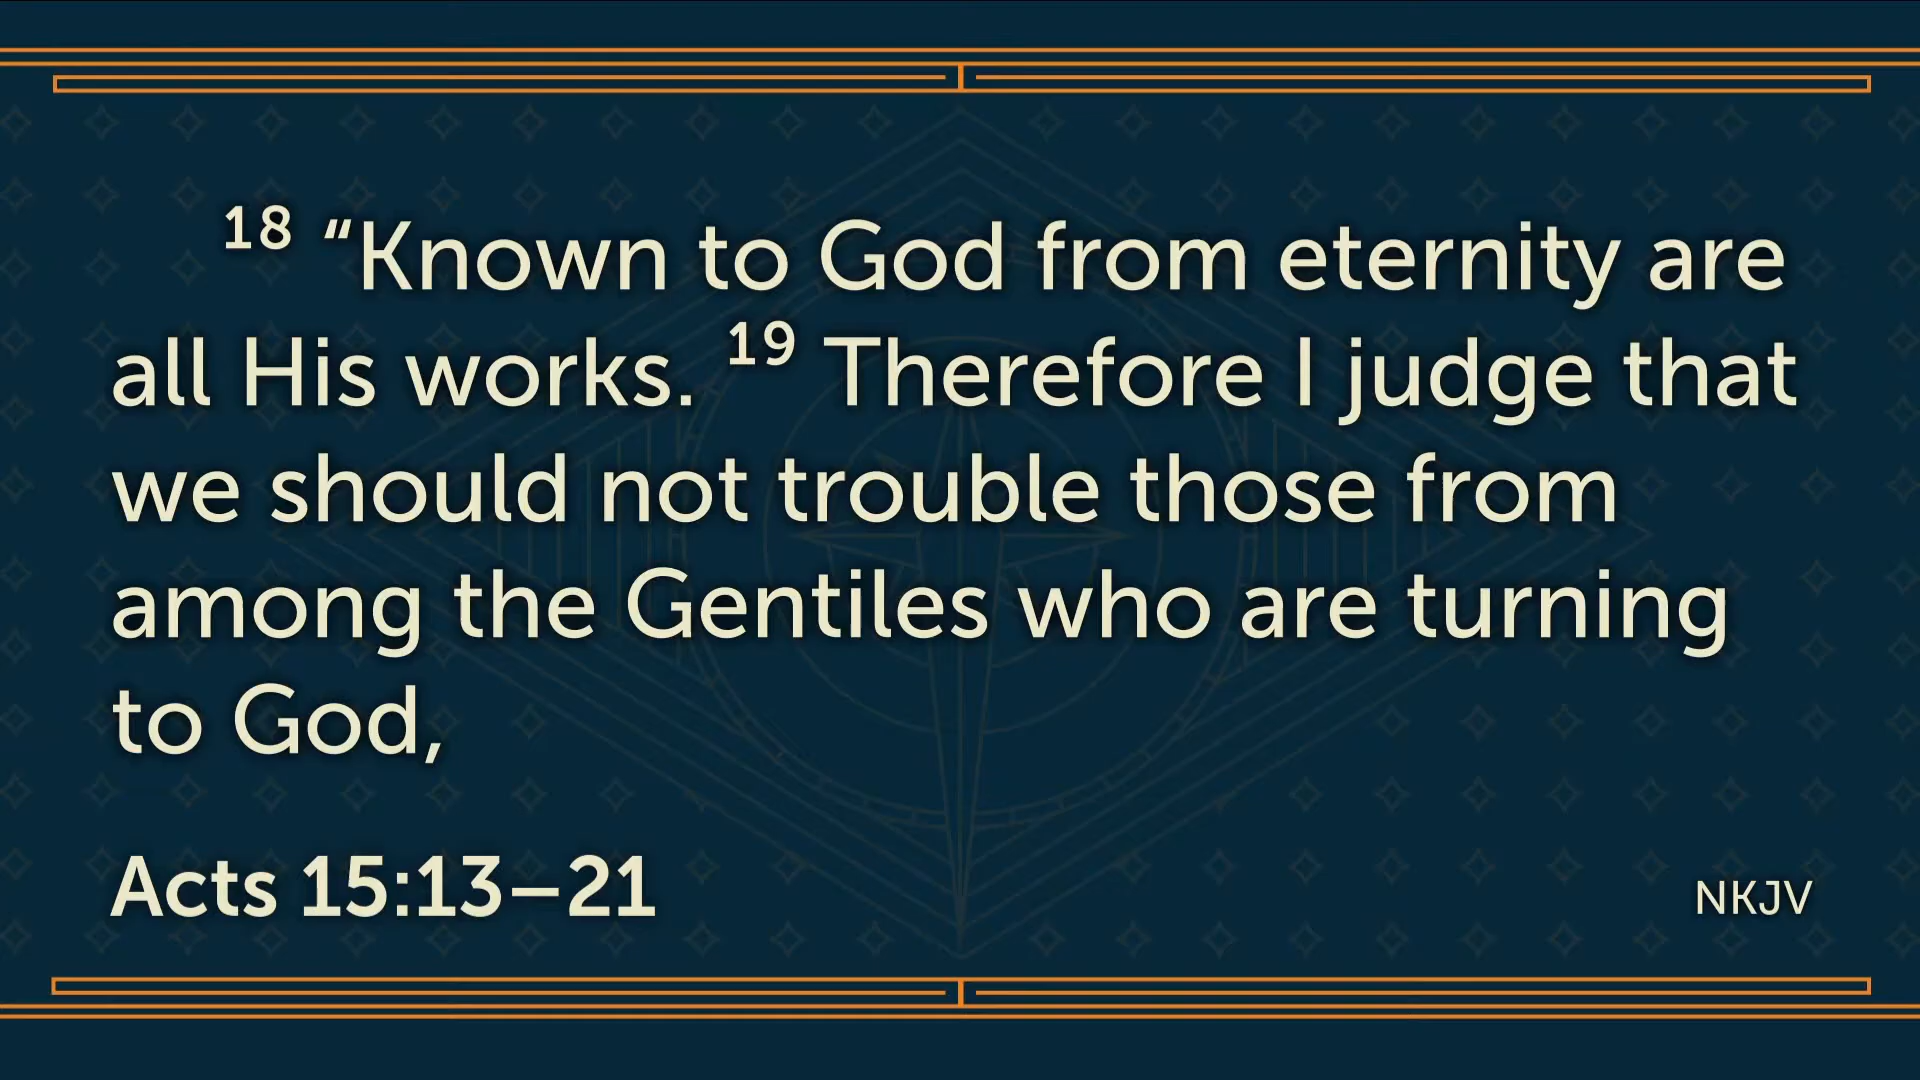 18 “Known to God from eternity are
all His works. 19 Therefore I judge that
we should not trouble those from
among the Gentiles who are turning
to God,
Acts 15:13–21
NKJV